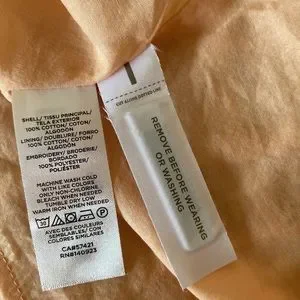 SHELL/ TISSU PRINCIPAL/
TELA EXTERIOR
100% COTTON/ COTON/
ALGODÓN
LINING/ DOUBLURE/ FORRO
100% COTTON/ COTON/
ALGODÓN
EMBROIDERY/ BRODERIE/
BORDADO
100% POLYESTER/
POLIÉSTER
MACHINE WASH COLD
WITH LIKE COLORS
ONLY NON-CHLORINE
BLEACH WHEN NEEDED
TUMBLE DRY LOW
WARM IRON WHEN NEEDED
30
AVEC DES COULEURS
SEMBLABLES/ CON
COLORES SIMILARES
CA#57421
RN#140923
CUT ALONG DOTTED LINE
REMOVE BEFORE WEARING
OR WASHING